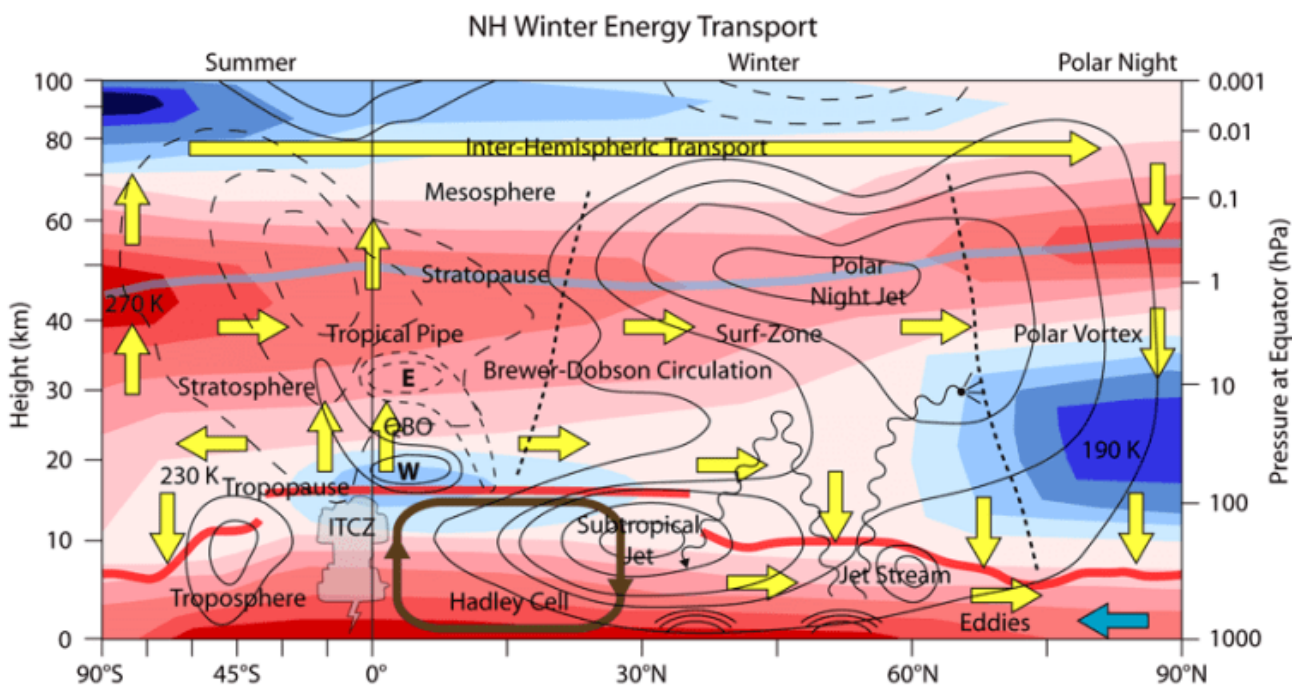 NH Winter Energy Transport
Summer
Winter
Polar Night
100
0.001
0.01
80
Inter-Hemispheric Transport
Mesosphere
0.1
60
Stratopause
Polar
Night Jet
1
270 K
40
Tropical Pipe
Surf-Zone
Polar Vortex
Brewer-Dobson Circulation
Stratosphere
E
30
10
QBO
20
W
190 K
230 K
Tropopause
100
ITCZ
Subtropical
Jet
10
Jet Stream
Troposphere
Hadley Cell
Eddies
0
1000
90°S
45°S
0°
30°N
60°N
90°N
Height (km)
Pressure at Equator (hPa)